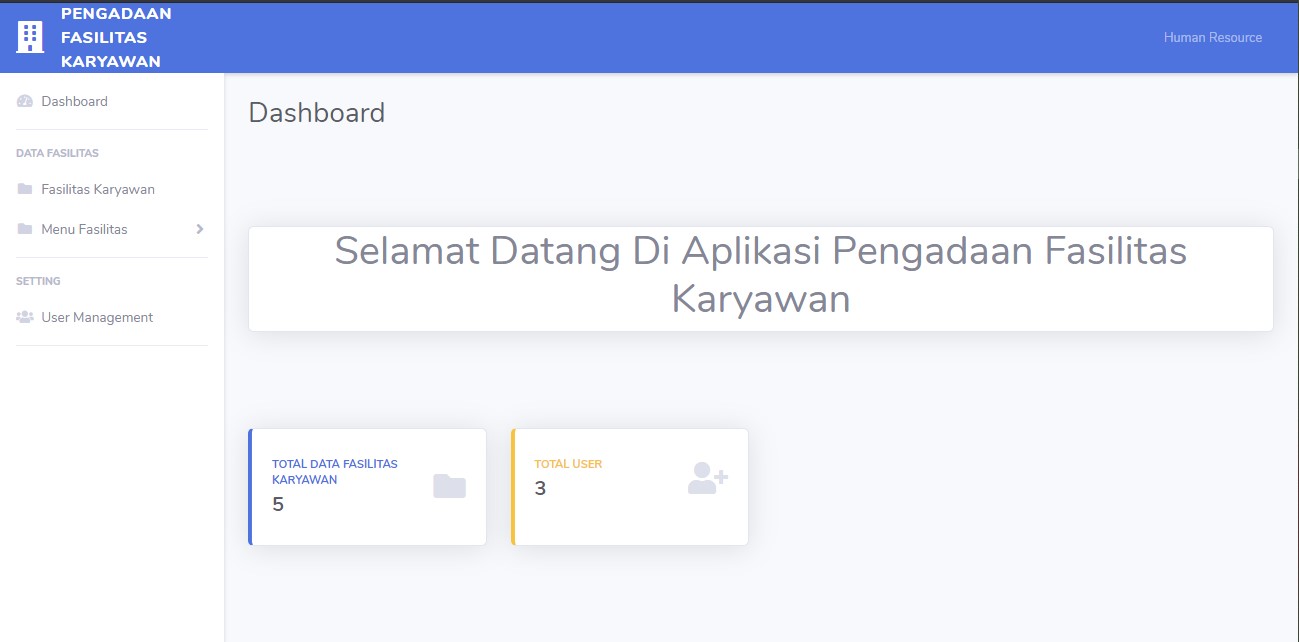 PENGADAAN
FASILITAS
KARYAWAN
Human Resource
Dashboard
DATA FASILITAS
Fasilitas Karyawan
Menu Fasilitas
SETTING
User Management
Dashboard
Selamat Datang Di Aplikasi Pengadaan Fasilitas
Karyawan
TOTAL DATA FASILITAS
KARYAWAN
5
TOTAL USER
3